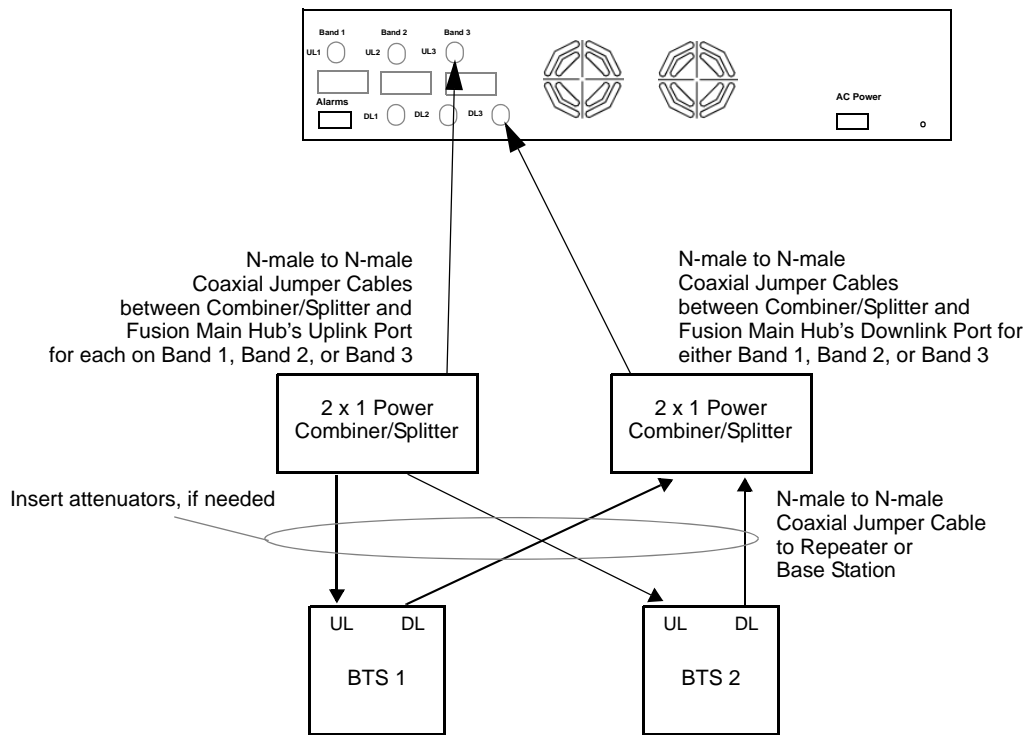 Band 1
Band 2
Band 3
UL1
UL2
UL3
Alarms
DL1
DL2
DL3
AC Power
N-male to N-male
Coaxial Jumper Cables
between Combiner/Splitter and
Fusion Main Hub's Uplink Port
for each on Band 1, Band 2, or Band 3
N-male to N-male
Coaxial Jumper Cables
between Combiner/Splitter and
Fusion Main Hub's Downlink Port for
either Band 1, Band 2, or Band 3
2 x 1 Power
Combiner/Splitter
2 x 1 Power
Combiner/Splitter
Insert attenuators, if needed
N-male to N-male
Coaxial Jumper Cable
to Repeater or
Base Station
UL DL
BTS 1
UL DL
BTS 2